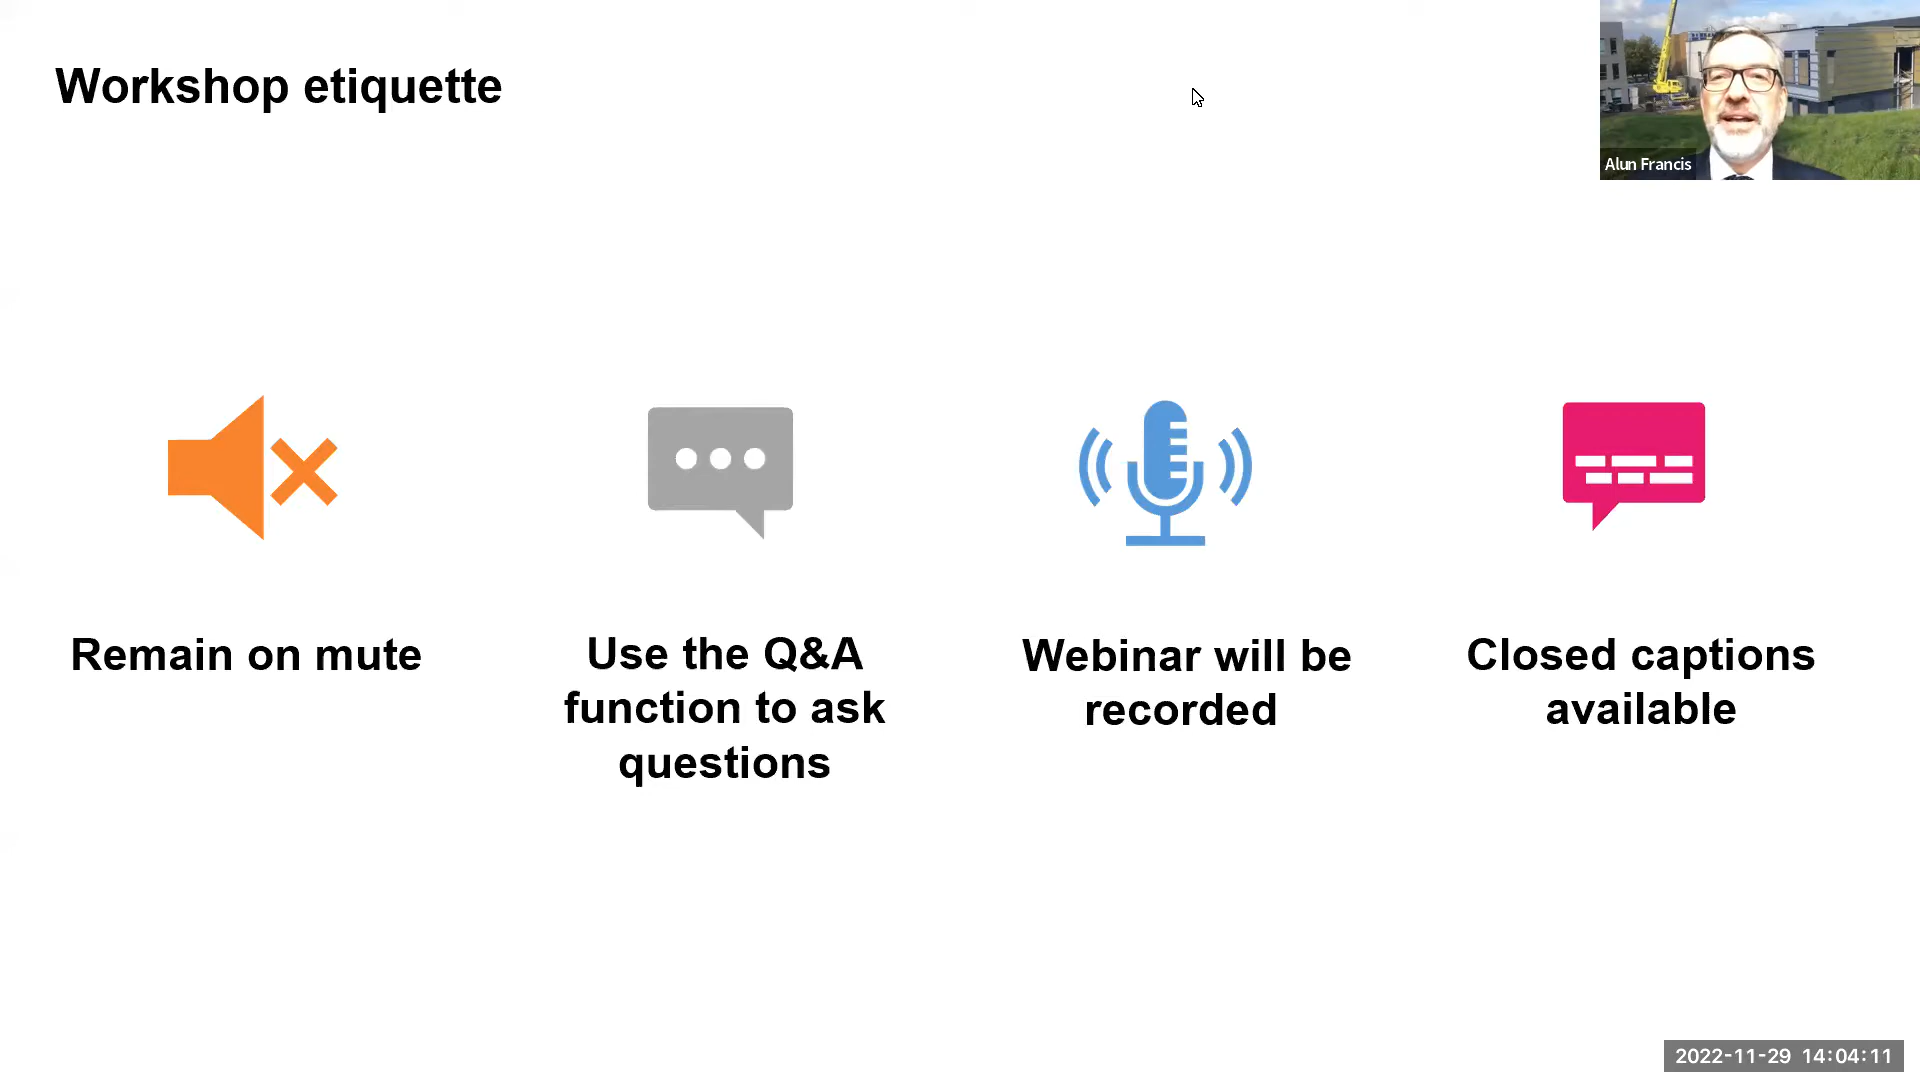 Workshop etiquette
Alun Francis
Remain on mute
Use the Q&A
function to ask
questions
Webinar will be
recorded
Closed captions
available
2022-11-29 14:04:11